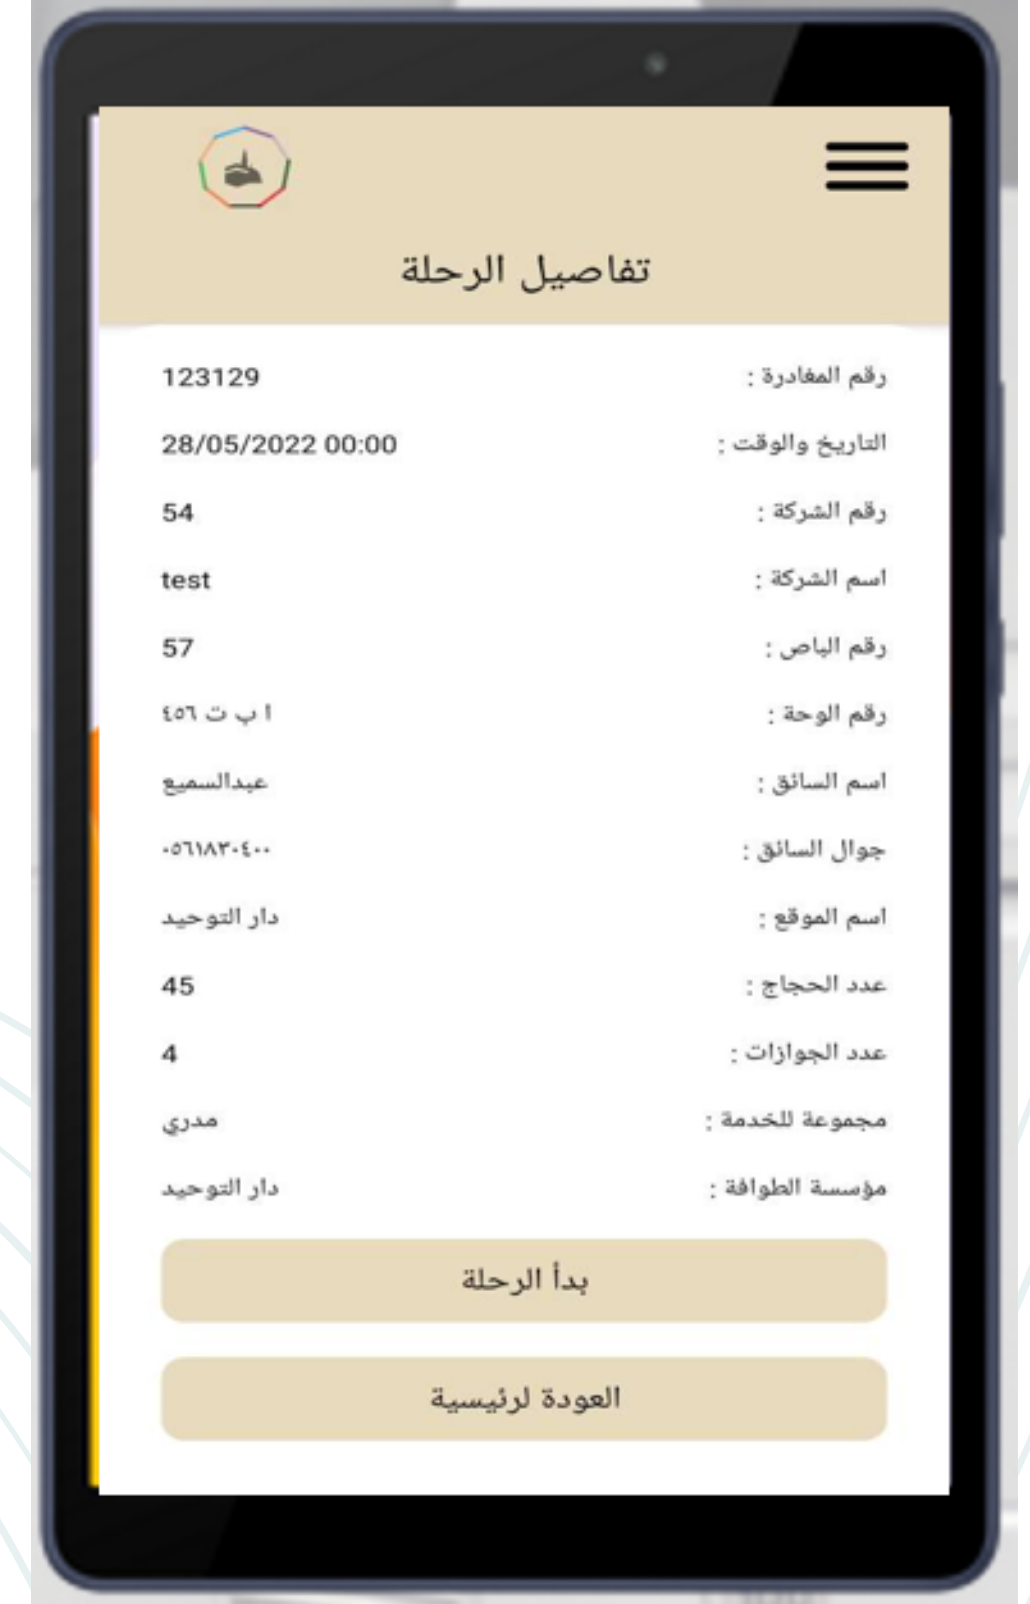 تفاصيل الرحلة
رقم المغادرة : 123129
التاريخ والوقت : 28/05/2022 00:00
رقم الشركة : 54
اسم الشركة : test
رقم الباص : 57
رقم الوحة : ا ب ت ٤٥٦
اسم السائق : عبدالسميع
جوال السائق : ٠٥٦١٨٣٠٤٠٠
اسم الموقع : دار التوحيد
عدد الحجاج : 45
عدد الجوازات : 4
مجموعة للخدمة : مدري
مؤسسة الطوافة : دار التوحيد
بدأ الرحلة
العودة لرئيسية